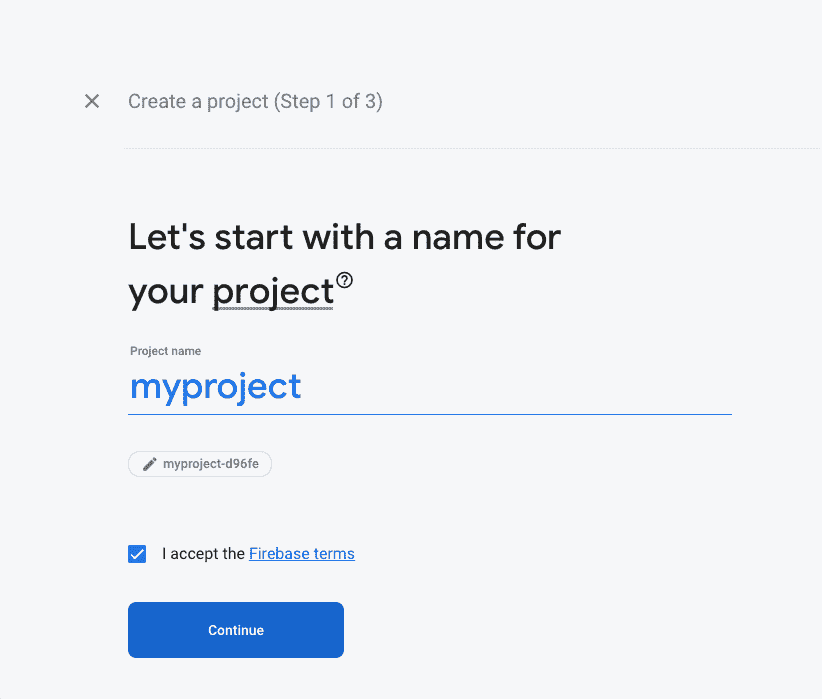 Create a project (Step 1 of 3)
Let's start with a name for
your project
Project name
myproject
myproject-d96fe
I accept the Firebase terms
Continue